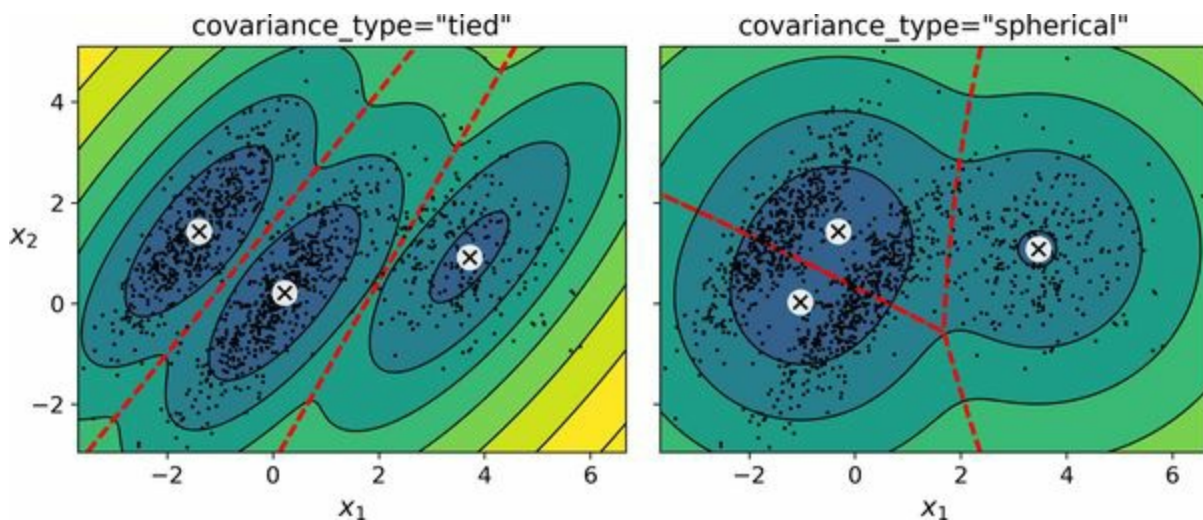 covariance_type="tied"
covariance_type="spherical"
4
2
0
−2
x₂
−2
0
2
4
6
x₁
−2
0
2
4
6
x₁